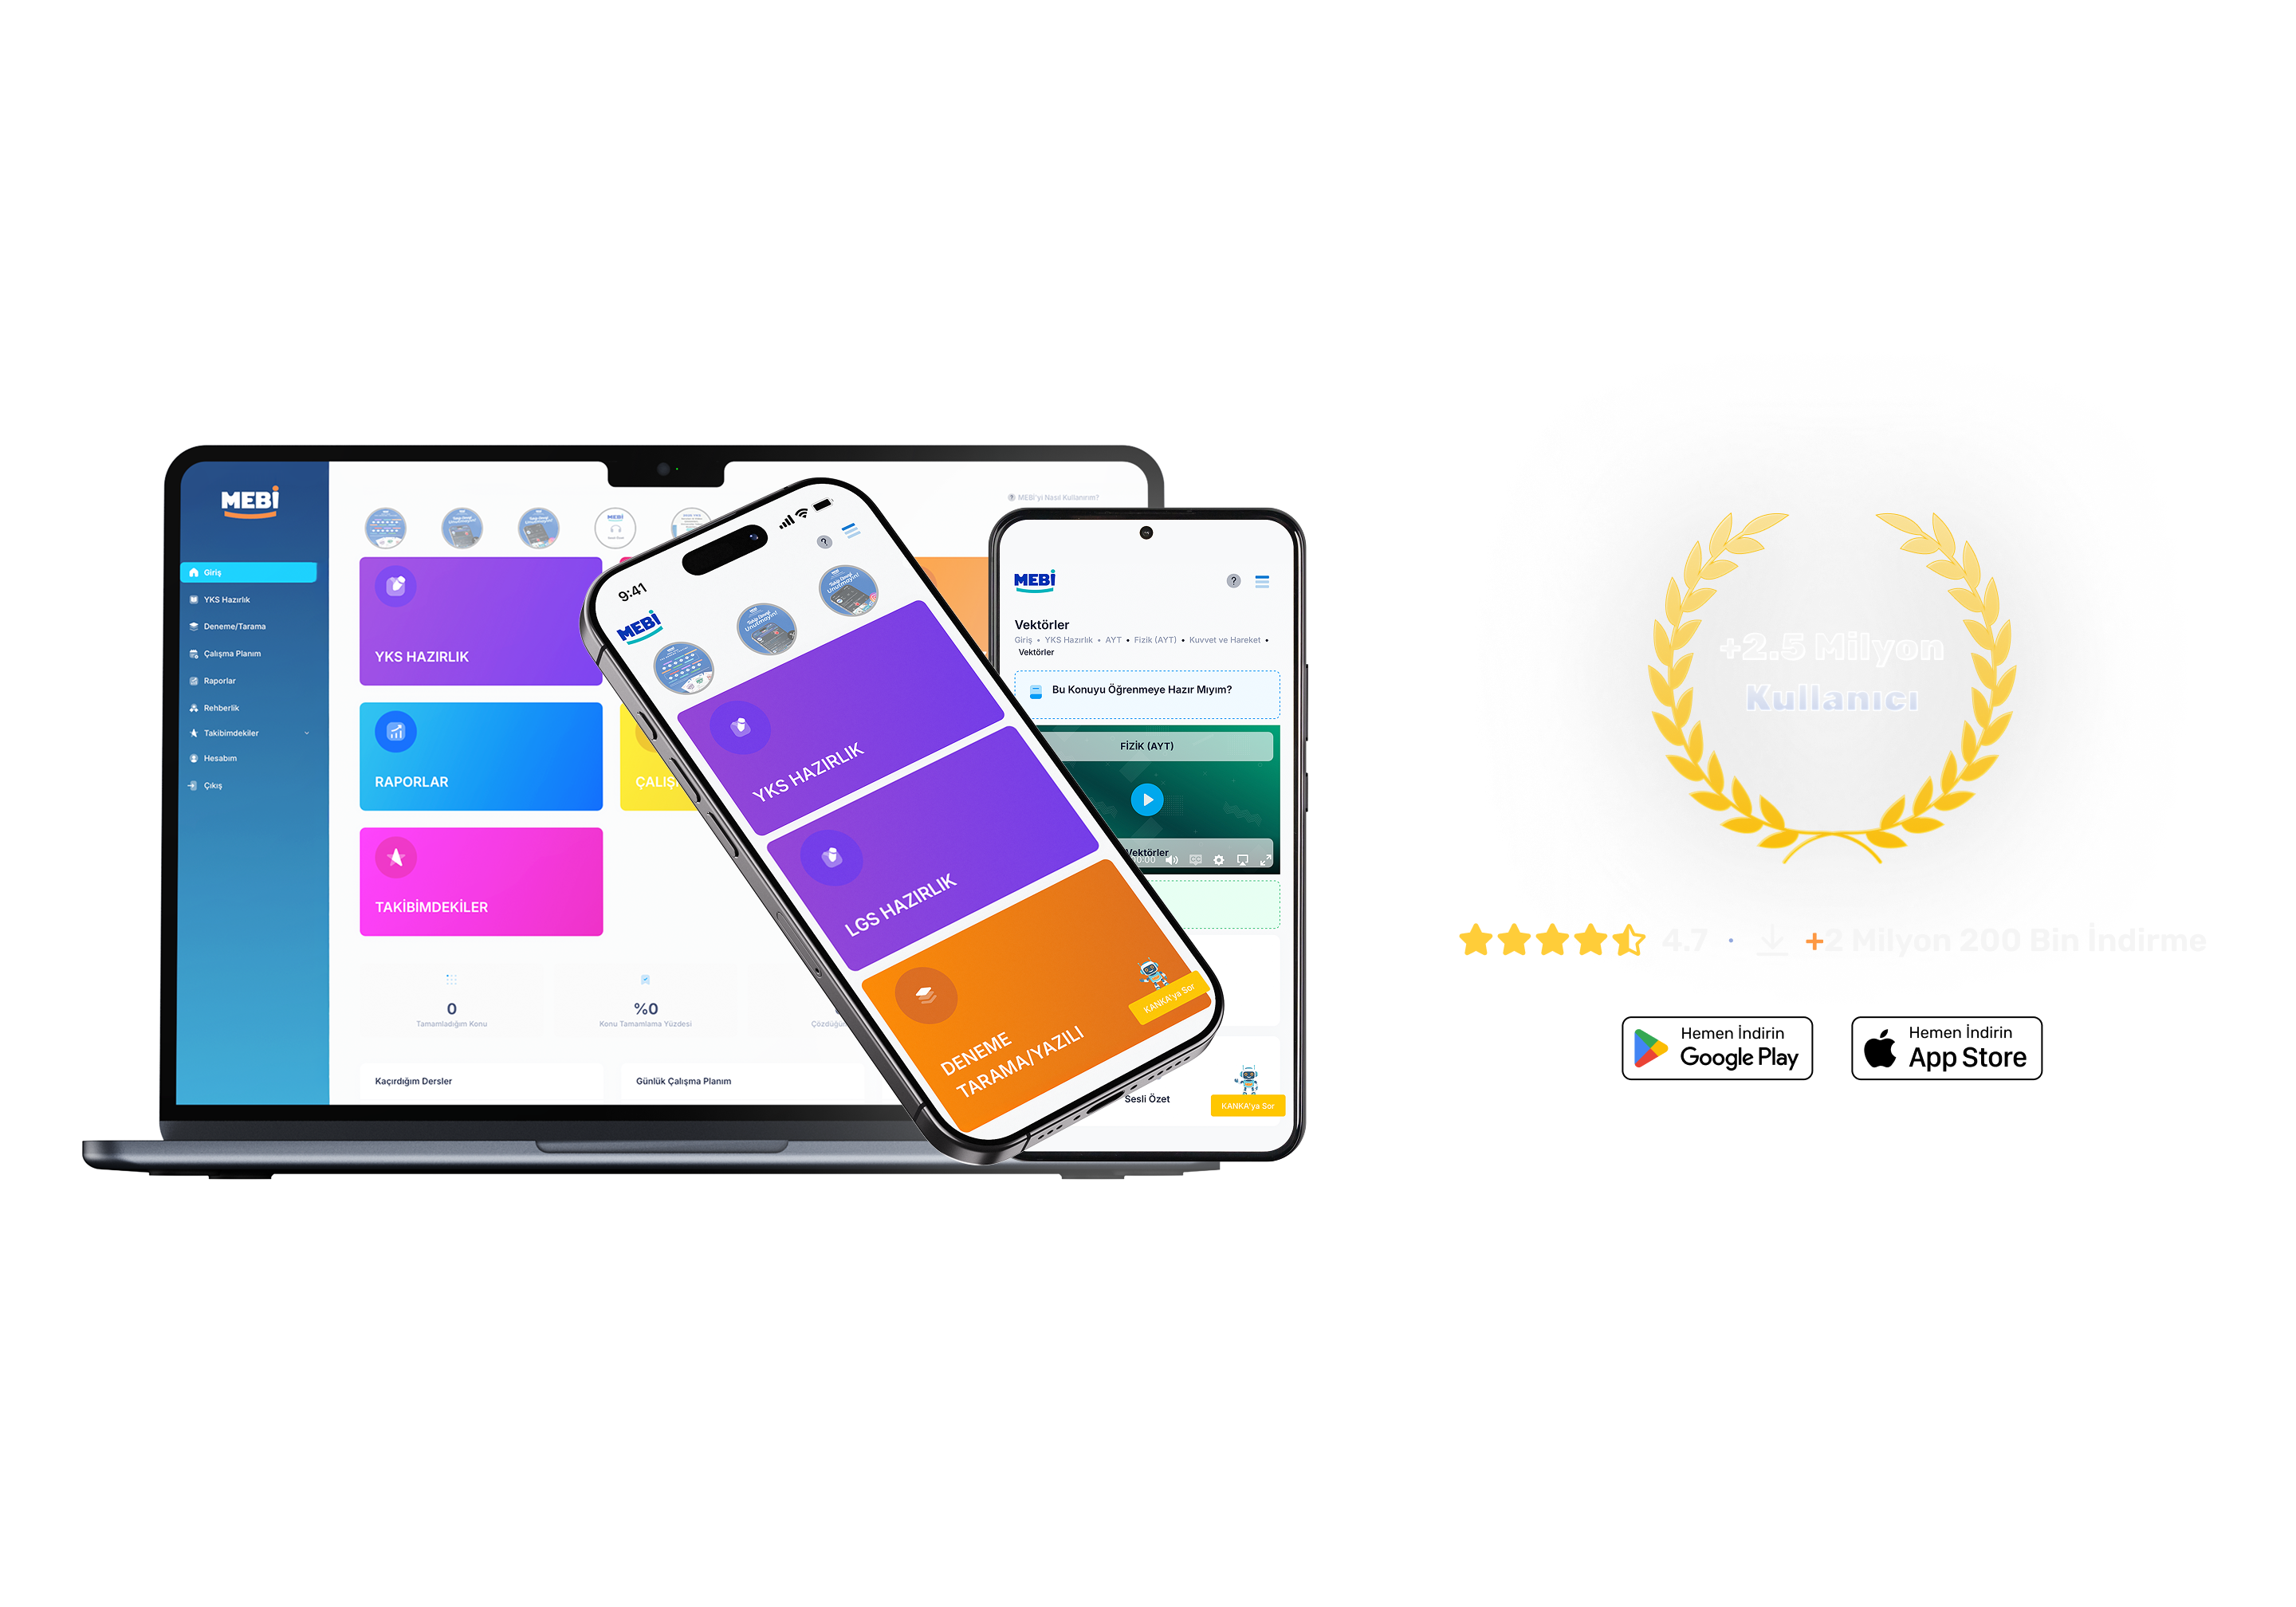 MEBİ
Giriş
YKS Hazırlık
Deneme/Tarama
Çalışma Planım
Raporlar
Rehberlik
Takibimdekiler
Hesabım
Çıkış
MEBİ'yi Nasıl Kullanırım?
MEBİ
YKS HAZIRLIK
RAPORLAR
TAKİBİMDEKİLER
0
Tamamladığım Konu
%0
Konu Tamamlama Yüzdesi
Kaçırdığım Dersler
Günlük Çalışma Planım
9:41
MEBİ
Unutmayın!
Unutmayın!
YKS HAZIRLIK
LGS HAZIRLIK
DENEME
TARAMA/YAZILI
KANKA'ya Sor
MEBİ
?
Vektörler
Giriş • YKS Hazırlık • AYT • Fizik (AYT) • Kuvvet ve Hareket •
Vektörler
Bu Konuyu Öğrenmeye Hazır Mıyım?
FİZİK (AYT)
Vektörler
Sesli Özet
KANKA'ya Sor
+2.5 Milyon
Kullanıcı
4.7 • +2 Milyon 200 Bin İndirme
Hemen İndirin
Google Play
Hemen İndirin
App Store